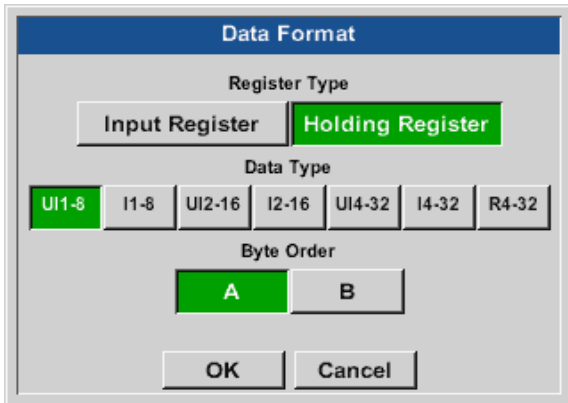 Data Format
Register Type
Input Register Holding Register
Data Type
UI1-8 I1-8 UI2-16 I2-16 UI4-32 I4-32 R4-32
Byte Order
A B
OK Cancel